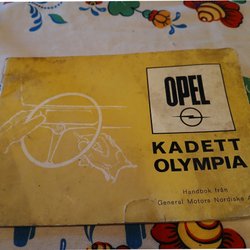 OPEL
KADETT
OLYMPIA
Handbok från
General Motors Nordiska